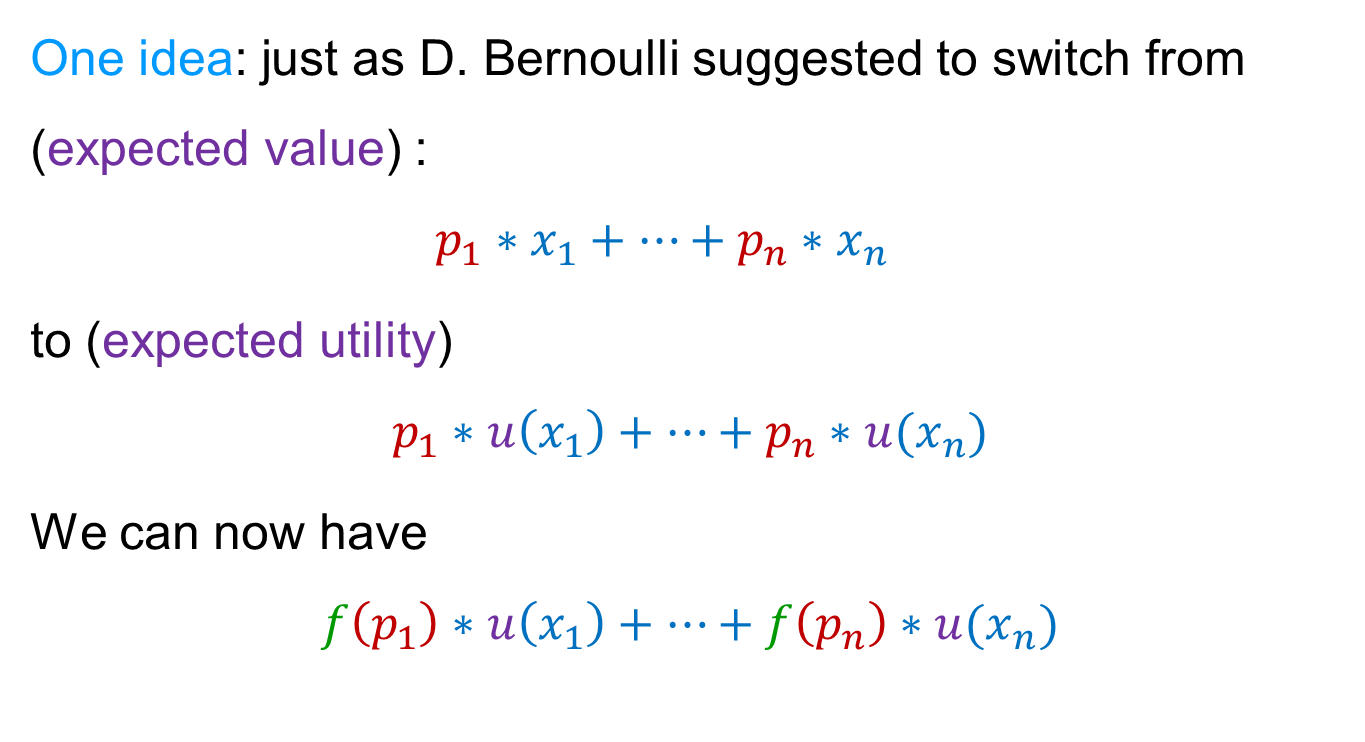 One idea: just as D. Bernoulli suggested to switch from
(expected value) :
p₁ ∗ x₁ + ⋯ + pₙ ∗ xₙ
to (expected utility)
p₁ ∗ u(x₁) + ⋯ + pₙ ∗ u(xₙ)
We can now have
f(p₁) ∗ u(x₁) + ⋯ + f(pₙ) ∗ u(xₙ)